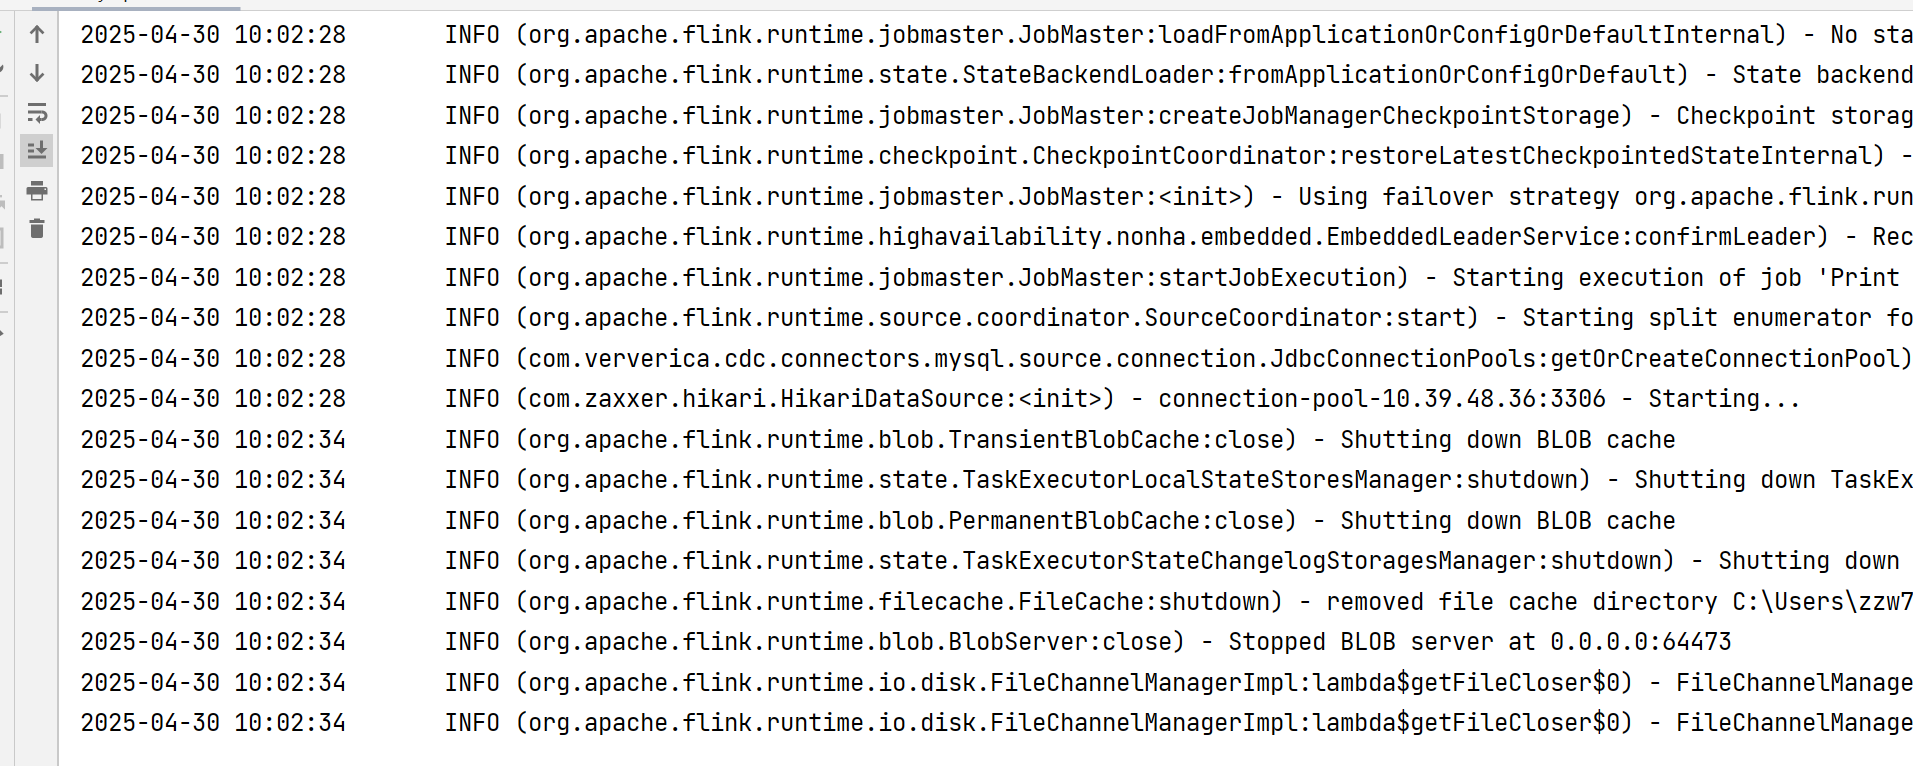 2025-04-30 10:02:28 INFO (org.apache.flink.runtime.jobmaster.JobMaster:loadFromApplicationOrConfigOrDefaultInternal) - No sta
2025-04-30 10:02:28 INFO (org.apache.flink.runtime.state.StateBackendLoader:fromApplicationOrConfigOrDefault) - State backend
2025-04-30 10:02:28 INFO (org.apache.flink.runtime.jobmaster.JobMaster:createJobManagerCheckpointStorage) - Checkpoint storag
2025-04-30 10:02:28 INFO (org.apache.flink.runtime.checkpoint.CheckpointCoordinator:restoreLatestCheckpointedStateInternal) -
2025-04-30 10:02:28 INFO (org.apache.flink.runtime.jobmaster.JobMaster:<init>) - Using failover strategy org.apache.flink.run
2025-04-30 10:02:28 INFO (org.apache.flink.runtime.highavailability.nonha.embedded.EmbeddedLeaderService:confirmLeader) - Rec
2025-04-30 10:02:28 INFO (org.apache.flink.runtime.jobmaster.JobMaster:startJobExecution) - Starting execution of job 'Print
2025-04-30 10:02:28 INFO (org.apache.flink.runtime.source.coordinator.SourceCoordinator:start) - Starting split enumerator fo
2025-04-30 10:02:28 INFO (com.ververica.cdc.connectors.mysql.source.connection.JdbcConnectionPools:getOrCreateConnectionPool)
2025-04-30 10:02:28 INFO (com.zaxxer.hikari.HikariDataSource:<init>) - connection-pool-10.39.48.36:3306 - Starting...
2025-04-30 10:02:34 INFO (org.apache.flink.runtime.blob.TransientBlobCache:close) - Shutting down BLOB cache
2025-04-30 10:02:34 INFO (org.apache.flink.runtime.state.TaskExecutorLocalStateStoresManager:shutdown) - Shutting down TaskEx
2025-04-30 10:02:34 INFO (org.apache.flink.runtime.blob.PermanentBlobCache:close) - Shutting down BLOB cache
2025-04-30 10:02:34 INFO (org.apache.flink.runtime.state.TaskExecutorStateChangelogStoragesManager:shutdown) - Shutting down
2025-04-30 10:02:34 INFO (org.apache.flink.runtime.filecache.FileCache:shutdown) - removed file cache directory C:\Users\zzw7
2025-04-30 10:02:34 INFO (org.apache.flink.runtime.blob.BlobServer:close) - Stopped BLOB server at 0.0.0.0:64473
2025-04-30 10:02:34 INFO (org.apache.flink.runtime.io.disk.FileChannelManagerImpl:lambda$getFileCloser$0) - FileChannelManage
2025-04-30 10:02:34 INFO (org.apache.flink.runtime.io.disk.FileChannelManagerImpl:lambda$getFileCloser$0) - FileChannelManage